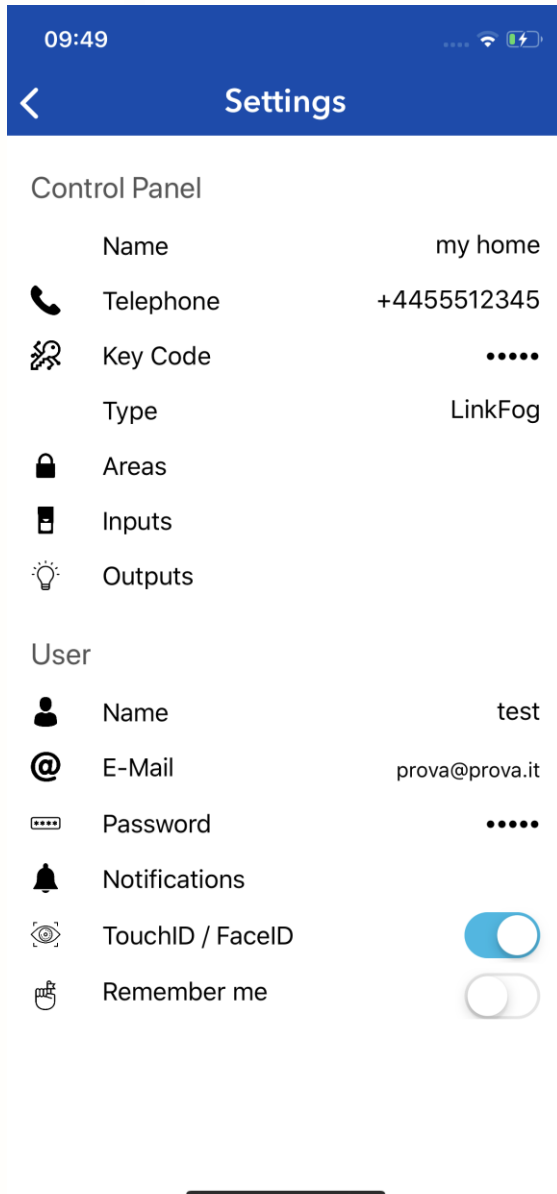 09:49
Settings
Control Panel
Name my home
Telephone +4455512345
Key Code •••••
Type LinkFog
Areas
Inputs
Outputs
User
Name test
@ E-Mail prova@prova.it
**** Password •••••
Notifications
TouchID / FaceID
Remember me